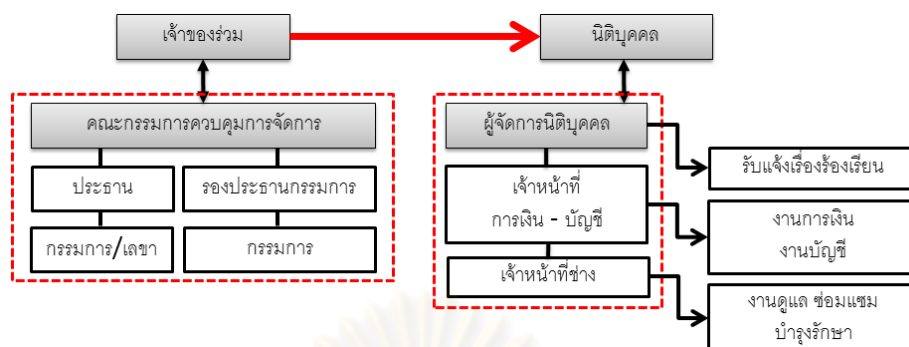 เจ้าของร่วม
นิติบุคคล
คณะกรรมการควบคุมการจัดการ
ประธาน
รองประธานกรรมการ
กรรมการ/เลขา
กรรมการ
ผู้จัดการนิติบุคคล
เจ้าหน้าที่
การเงิน - บัญชี
เจ้าหน้าที่ช่าง
รับแจ้งเรื่องร้องเรียน
งานการเงิน
งานบัญชี
งานดูแล ซ่อมแซม
บำรุงรักษา